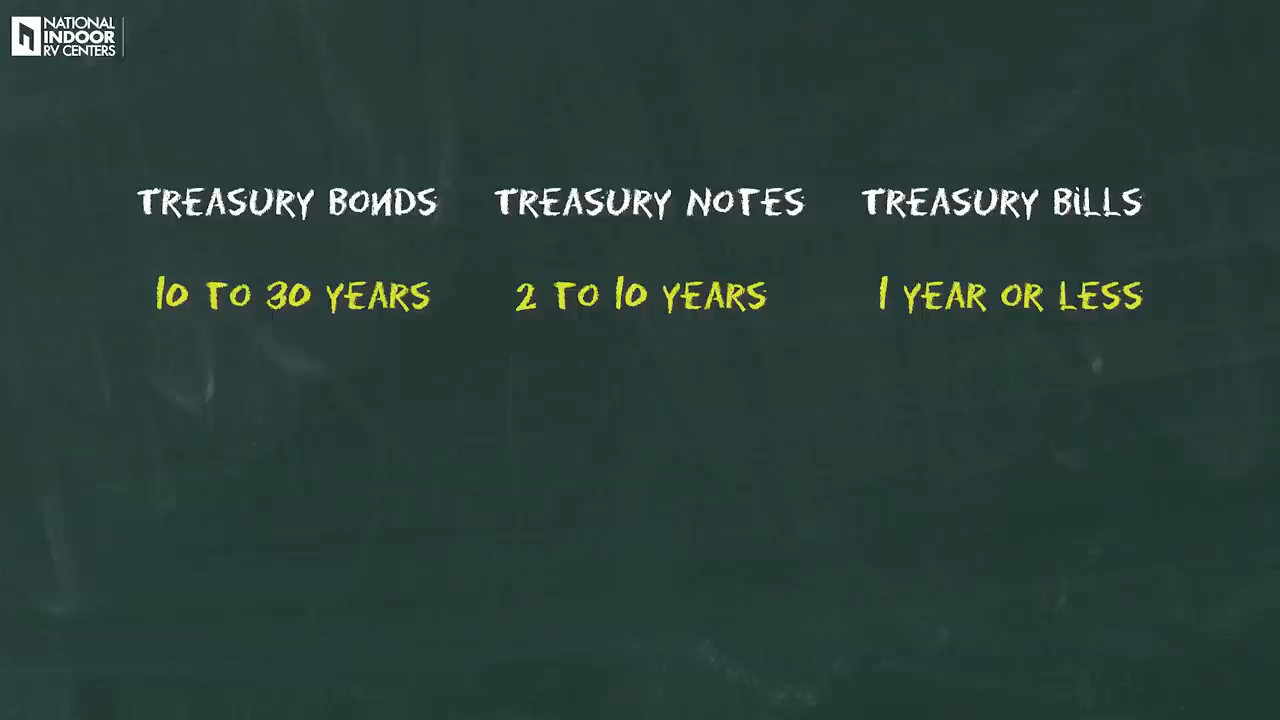 NATIONAL
INDOOR
RV CENTERS
TREASURY BONDS TREASURY NOTES TREASURY BILLS
10 TO 30 YEARS 2 TO 10 YEARS 1 YEAR OR LESS